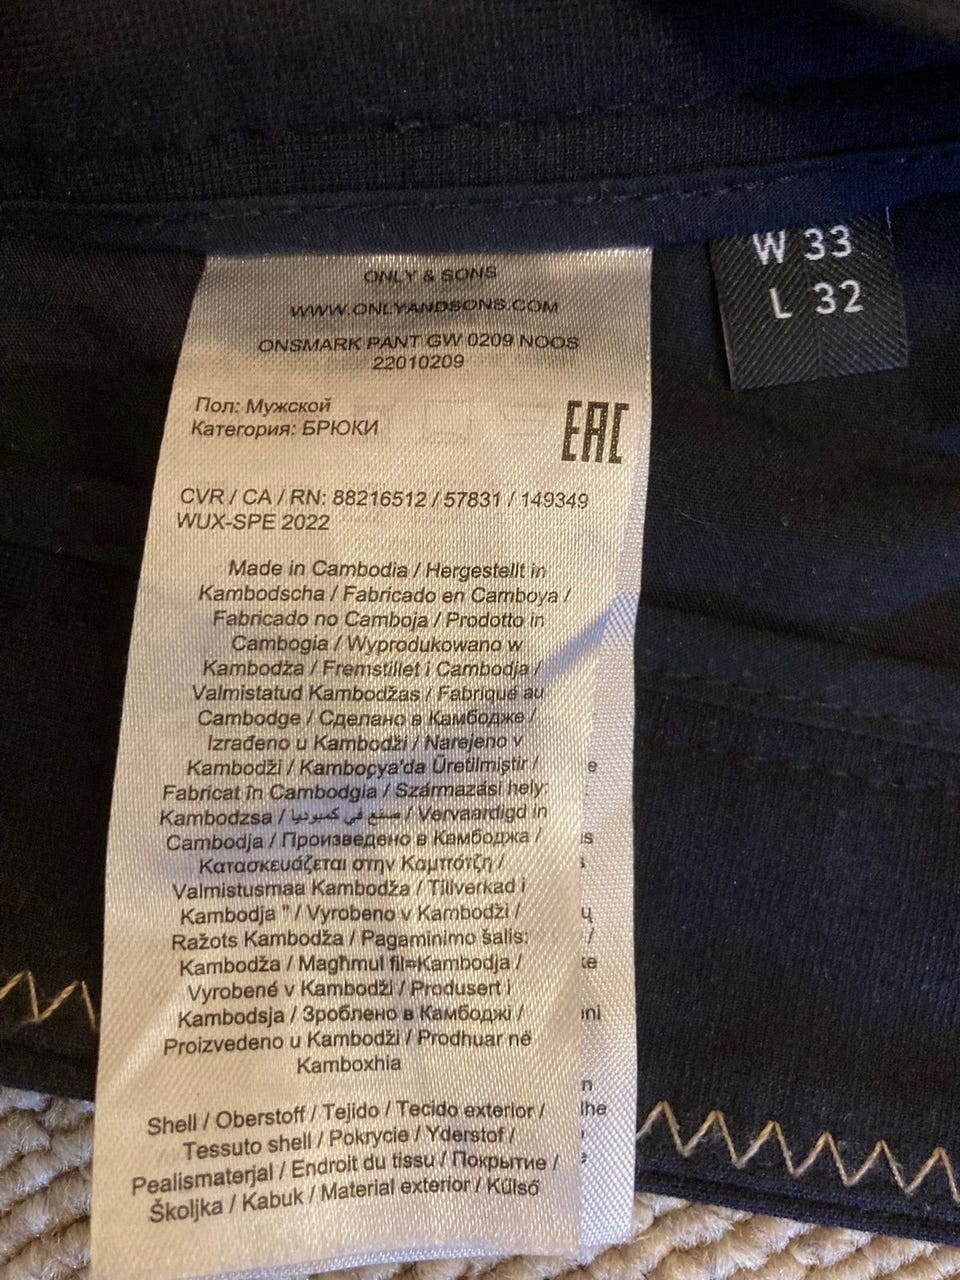 W 33
L 32
ONLY & SONS
WWW.ONLYANDSONS.COM
ONSMARK PANT GW 0209 NOOS
22010209
Пол: Мужской
Категория: БРЮКИ
EAC
CVR / CA / RN: 88216512 / 57831 / 149349
WUX-SPE 2022
Made in Cambodia / Hergestellt in
Kambodscha / Fabricado en Camboya /
Fabricado no Camboja / Prodotto in
Cambogia / Wyprodukowano w
Kambodża / Fremstillet i Cambodja /
Valmistatud Kambodžas / Fabriqué au
Cambodge / Сделано в Камбодже /
Izrađeno u Kambodži / Narejeno v
Kambodži / Kamboçya'da Üretilmiştir /
Fabricat în Cambodgia / Származási hely:
Kambodzsa / صنع في كمبوديا / Vervaardigd in
Cambodja / Произведено в Камбоджа /
Κατασκευάζεται στην Καμπότζη /
Valmistusmaa Kambodža / Tillverkad i
Kambodja " / Vyrobeno v Kambodži /
Ražots Kambodža / Pagaminimo šalis:
Kambodža / Magħmul fil=Kambodja /
Vyrobené v Kambodži / Produsert i
Kambodsja / Зроблено в Камбоджі /
Proizvedeno u Kambodži / Prodhuar në
Kamboxhia
Shell / Oberstoff / Tejido / Tecido exterior /
Tessuto shell / Pokrycie / Yderstof /
Pealismaterjal / Endroit du tissu / Покрытие /
Školjka / Kabuk / Material exterior / Külső